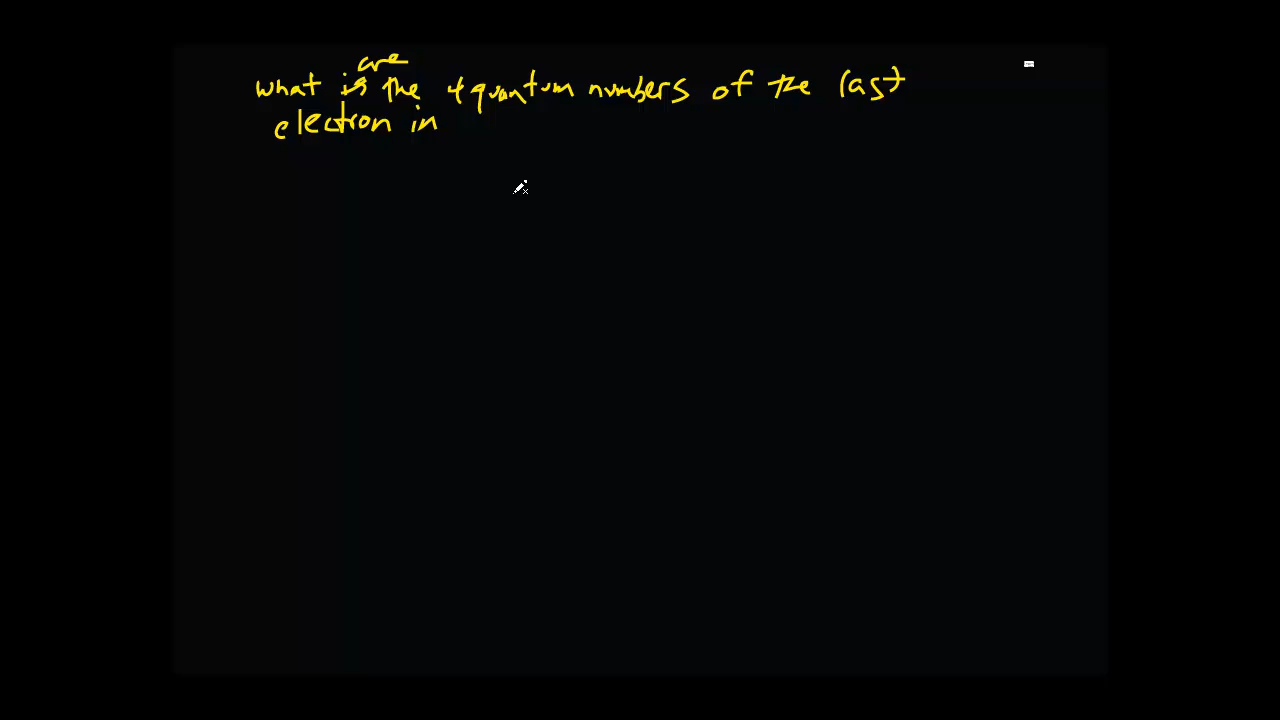 what is are the 4 quantum numbers of the last
electron in